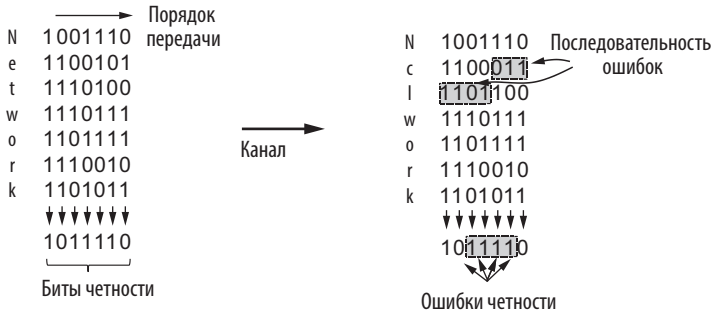 Порядок
передачи
N 1001110
e 1100101
t 1110100
w 1110111
o 1101111
r 1110010
k 1101011
1011110
Биты четности
Канал
N 1001110
c 1100011
l 1101100
w 1110111
o 1101111
r 1110010
k 1101011
1011110
Ошибки четности
Последовательность
ошибок